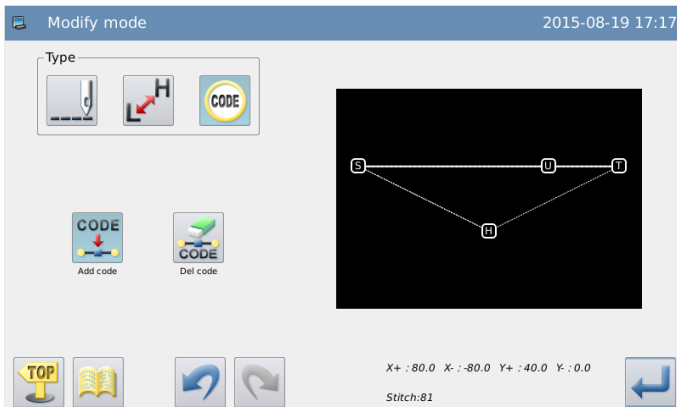 Modify mode
2015-08-19 17:17
Type
L H
CODE
S U T
H
CODE
CODE
Add code
Del code
TOP
X+ : 80.0 X- : -80.0 Y+ : 40.0 Y- : 0.0
Stitch:81